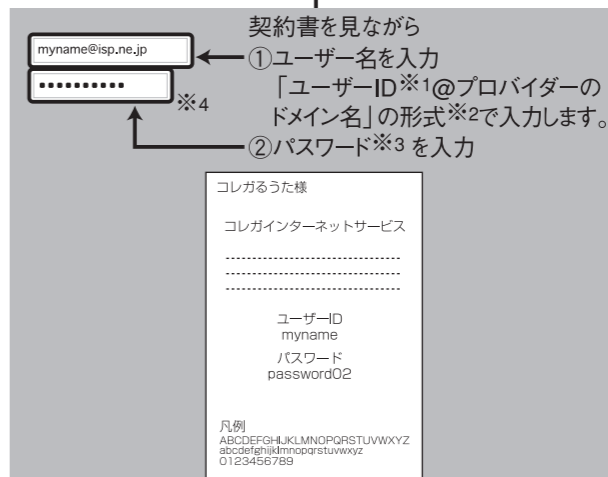 契約書を見ながら
myname@isp.ne.jp
①ユーザー名を入力
「ユーザーID※1@プロバイダーの
ドメイン名」の形式※2で入力します。
••••••••••
※4
②パスワード※3 を入力
コレガるうた様
コレガインターネットサービス
ユーザーID
myname
パスワード
password02
凡例
ABCDEFGHIJKLMNOPQRSTUVWXYZ
abcdefghijklmnopqrstuvwxyz
0123456789